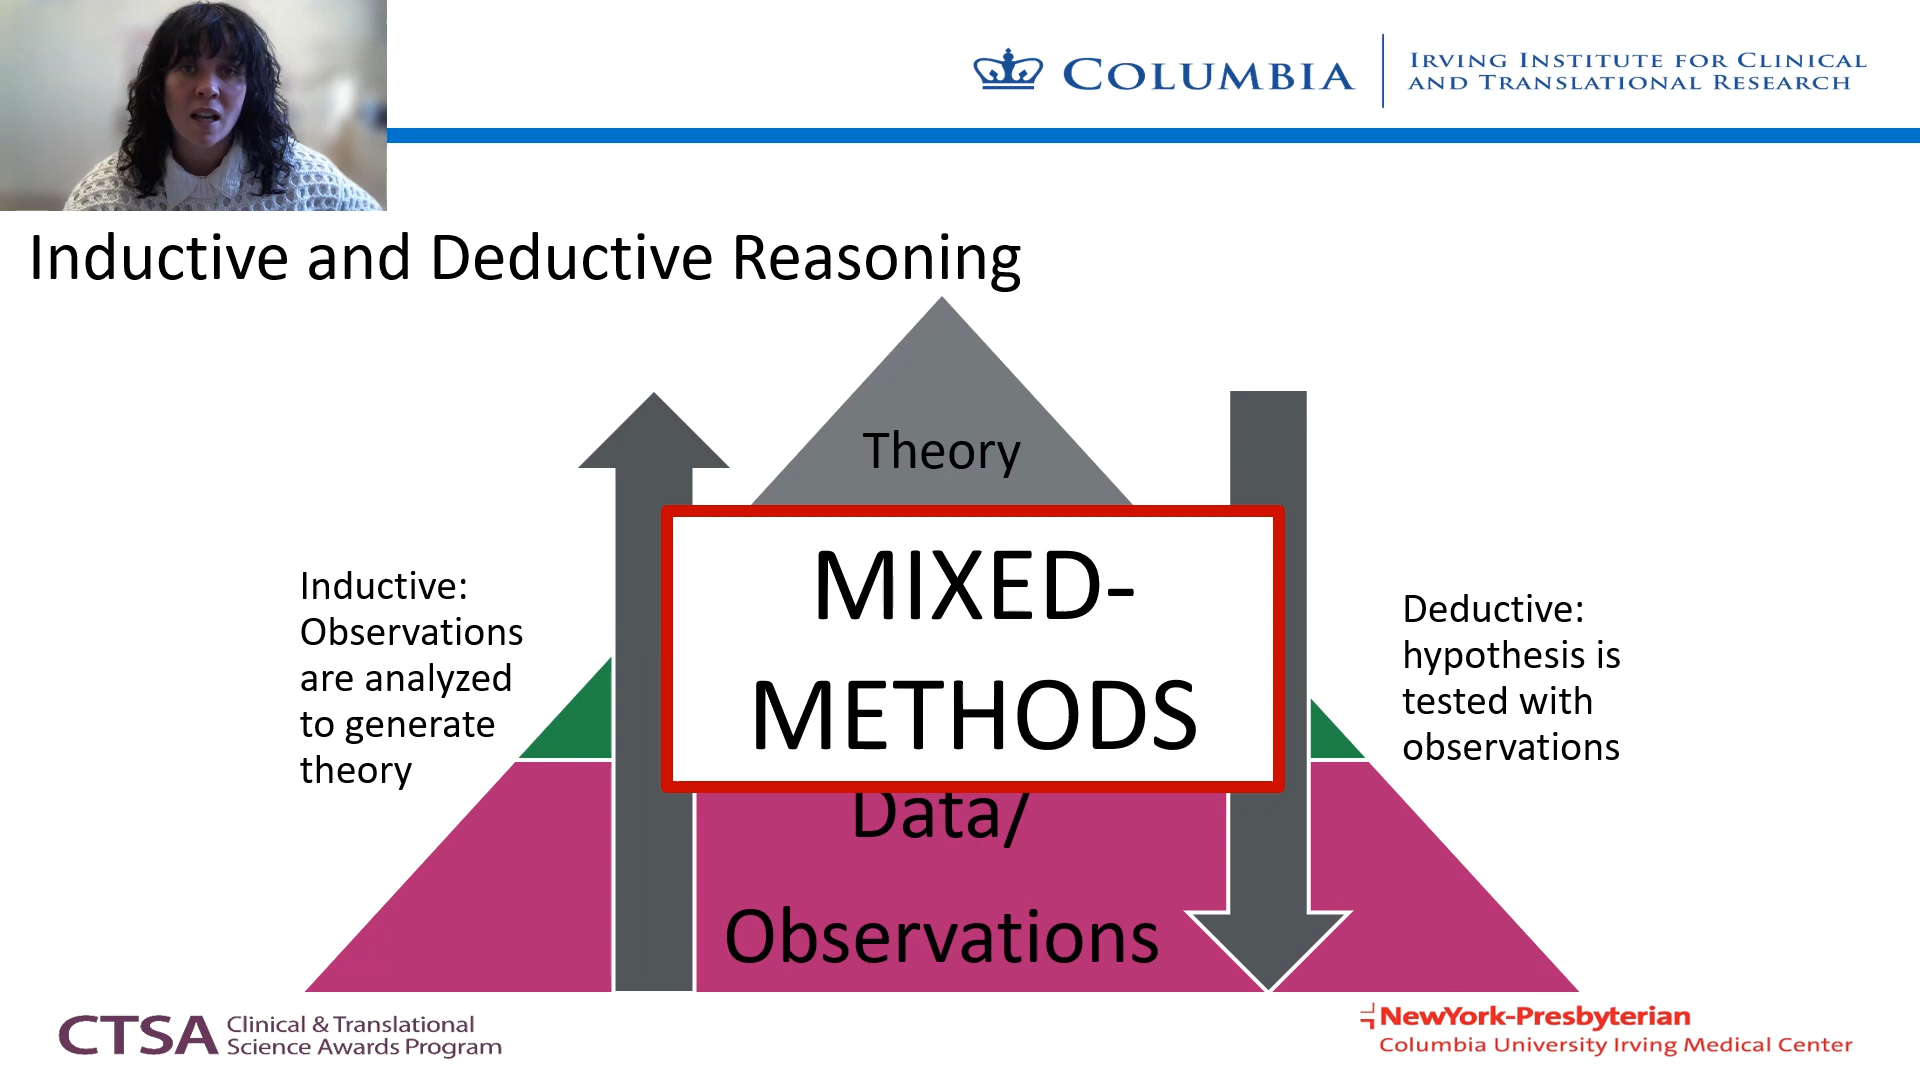 COLUMBIA
IRVING INSTITUTE FOR CLINICAL
AND TRANSLATIONAL RESEARCH
Inductive and Deductive Reasoning
Theory
MIXED-
METHODS
Inductive:
Observations
are analyzed
to generate
theory
Deductive:
hypothesis is
tested with
observations
Data/
Observations
CTSA
Clinical & Translational
Science Awards Program
NewYork-Presbyterian
Columbia University Irving Medical Center